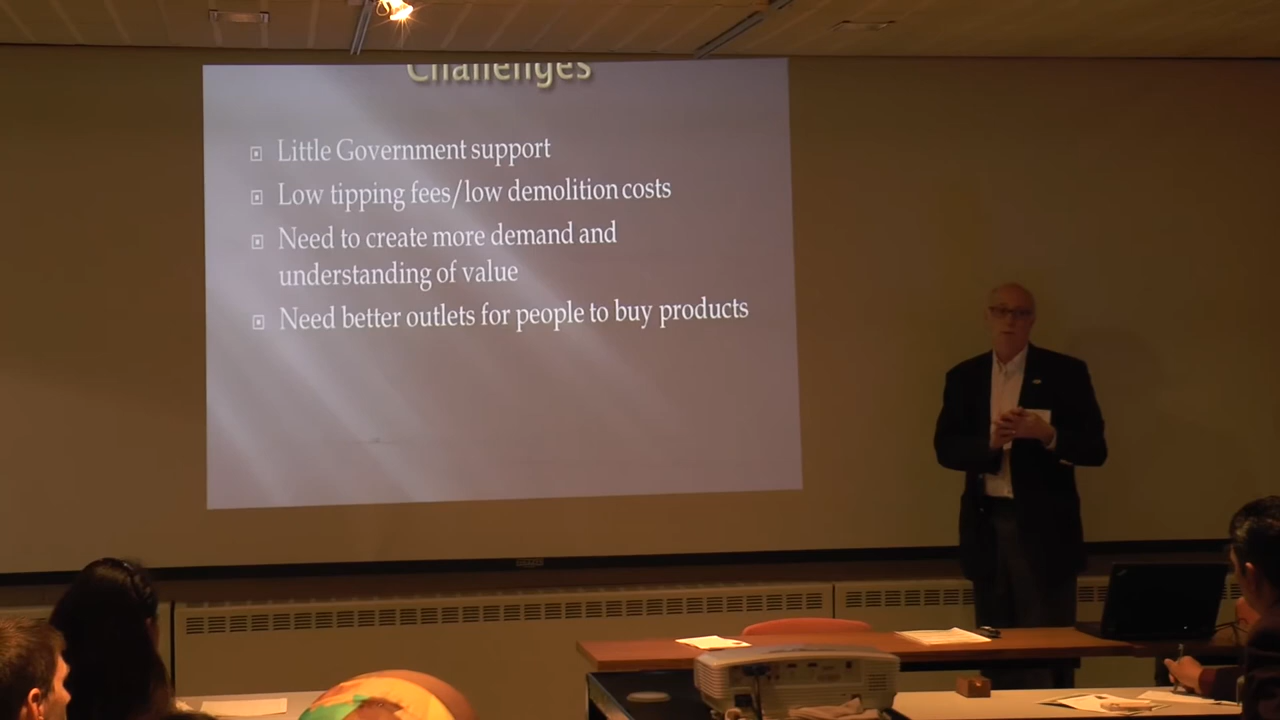 Challenges
Little Government support
Low tipping fees/low demolition costs
Need to create more demand and
understanding of value
Need better outlets for people to buy products